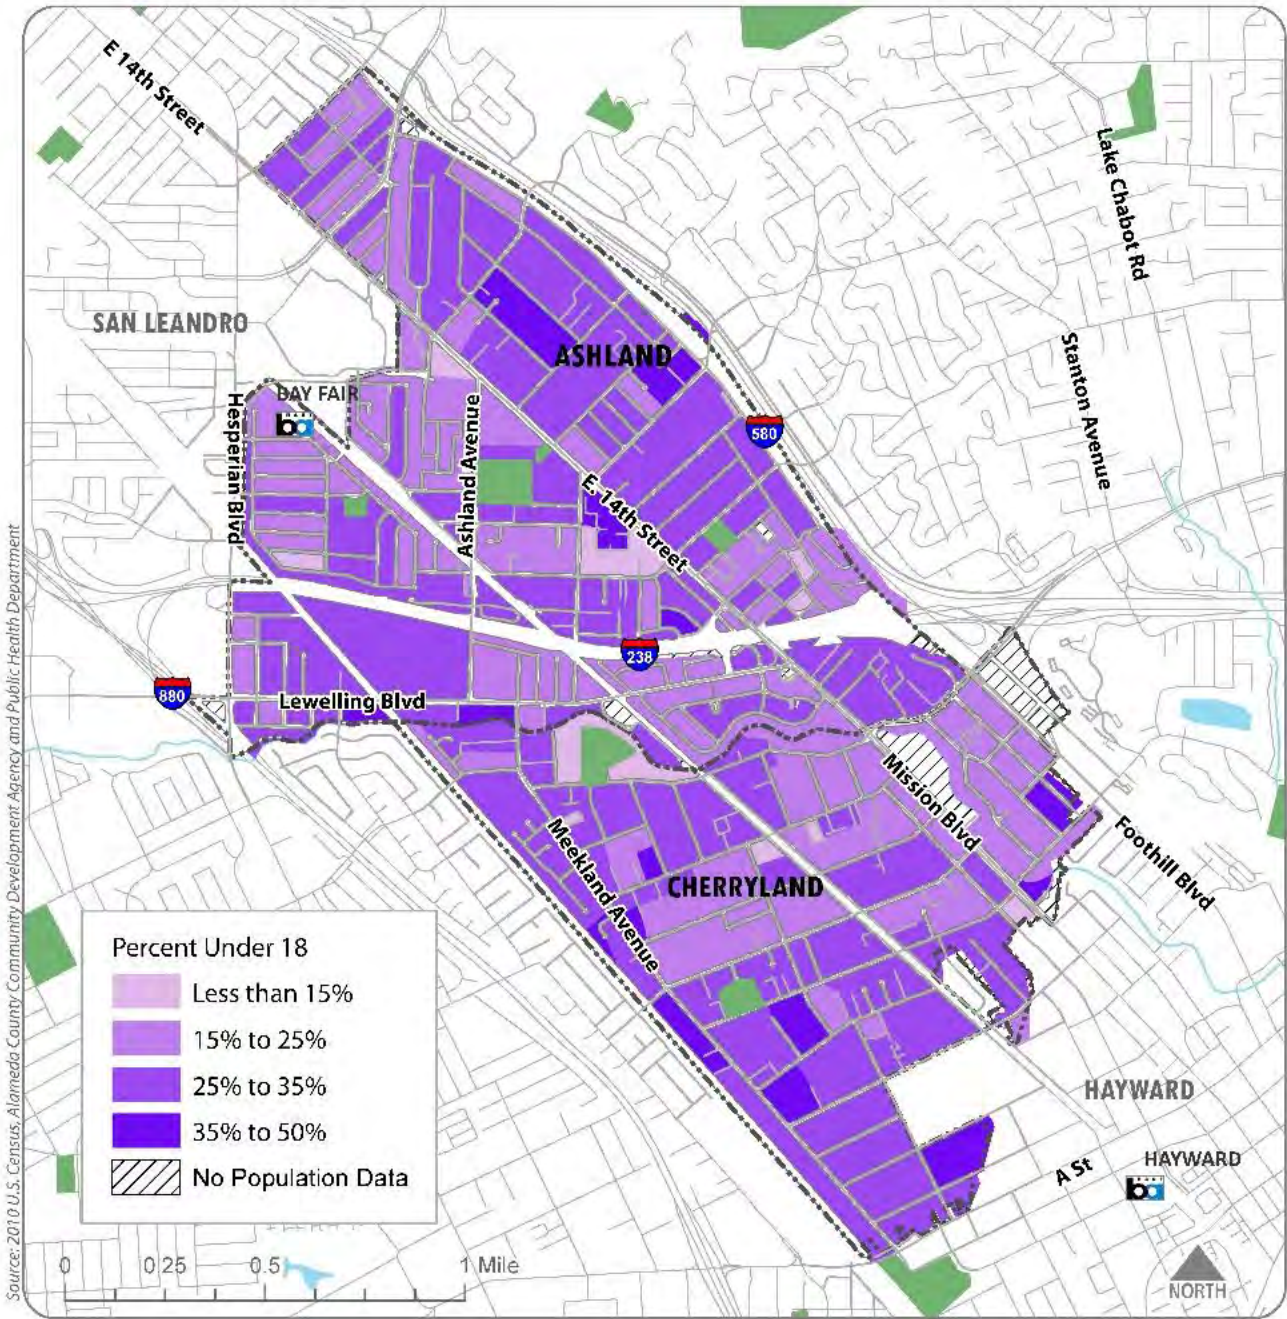 E 14th Street
Lake Chabot Rd
SAN LEANDRO
ASHLAND
Stanton Avenue
BAY FAIR
ba
Hesperian Blvd
Ashland Avenue
580
E. 14th Street
238
880
Lewelling Blvd
Mission Blvd
Foothill Blvd
Meekland Avenue
CHERRYLAND
Percent Under 18
Less than 15%
15% to 25%
25% to 35%
35% to 50%
No Population Data
HAYWARD
A St
HAYWARD
ba
0 0.25 0.5 1 Mile
NORTH
Source: 2010 U.S. Census, Alameda County Community Development Agency and Public Health Department